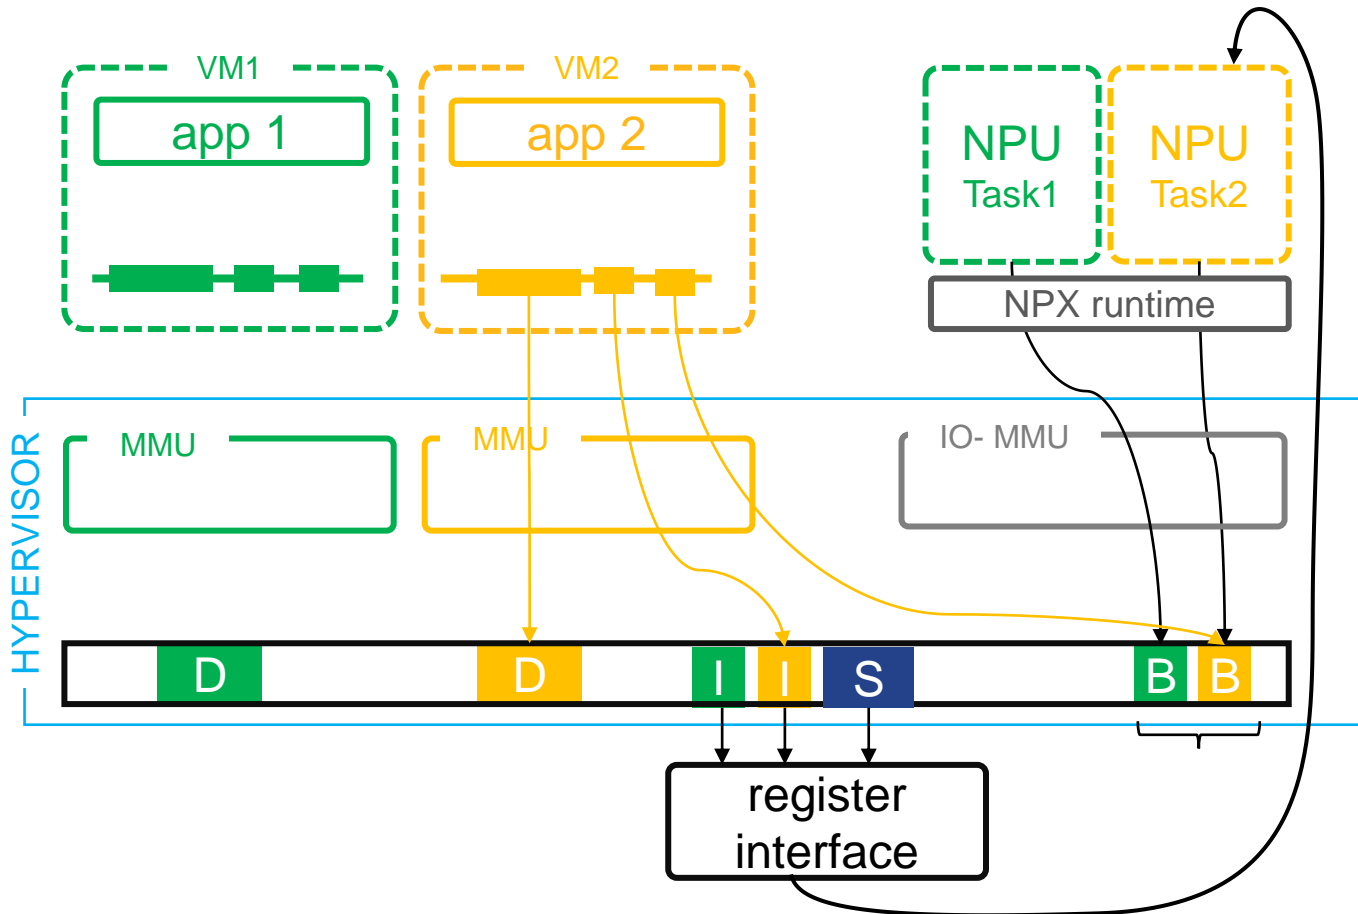 VM1
VM2
app 1
app 2
NPU
Task1
NPU
Task2
NPX runtime
HYPERVISOR
MMU
MMU
IO- MMU
D
D
I
I
S
B
B
register
interface